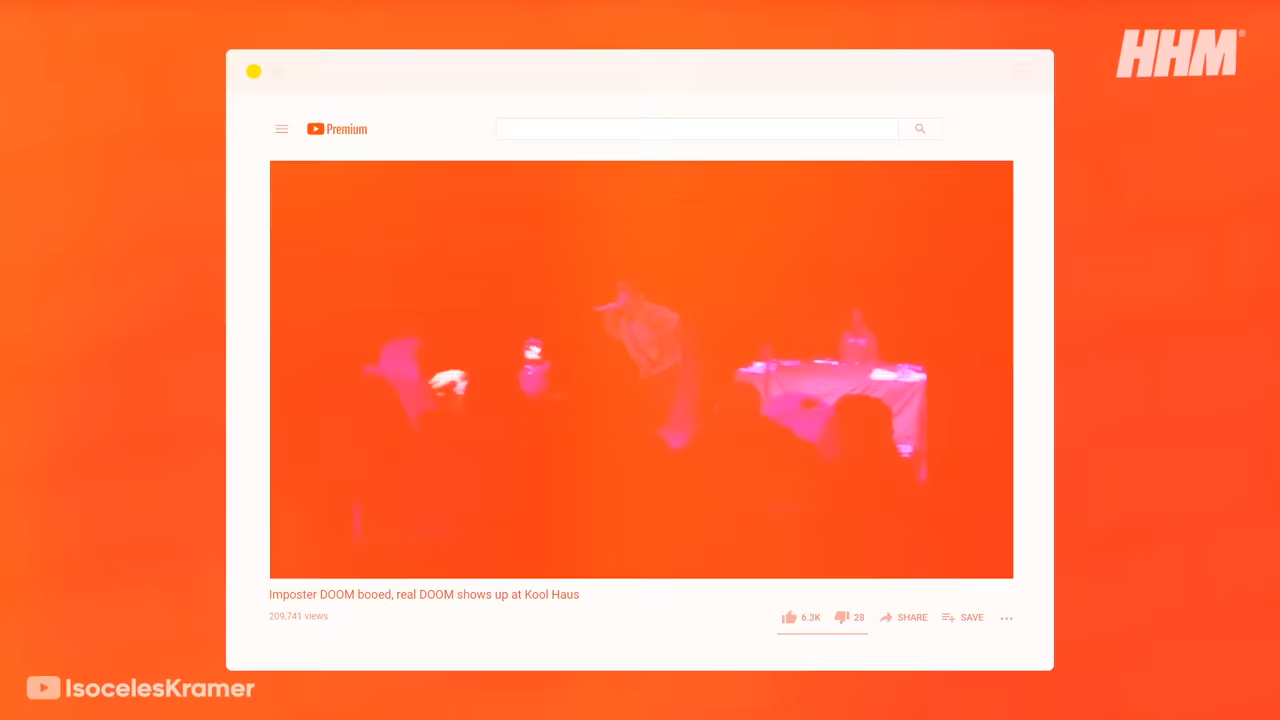 HHM
Premium
Imposter DOOM booed, real DOOM shows up at Kool Haus
209,741 views
6.3K 28 SHARE SAVE
IsocelesKramer